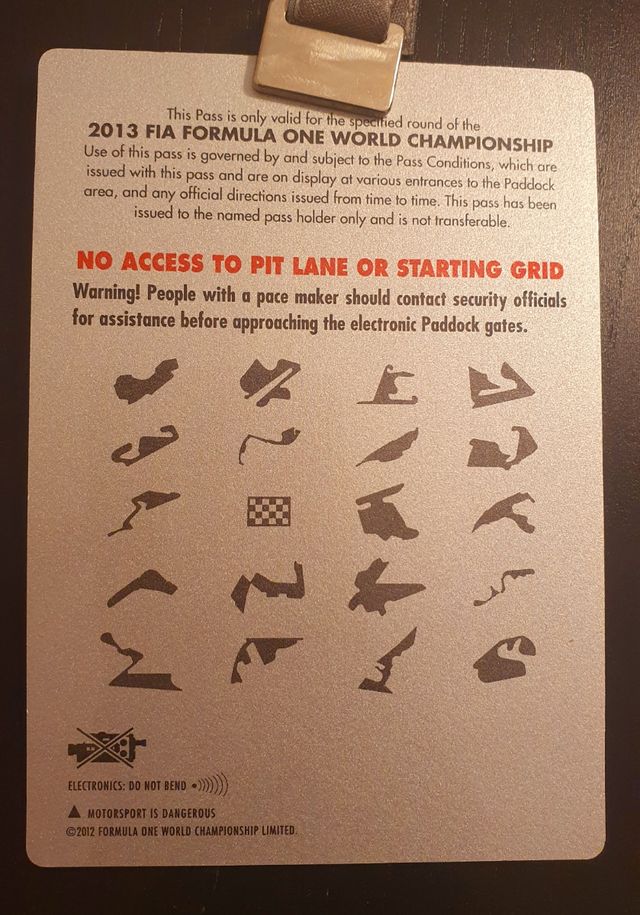 This Pass is only valid for the specified round of the
2013 FIA FORMULA ONE WORLD CHAMPIONSHIP
Use of this pass is governed by and subject to the Pass Conditions, which are
issued with this pass and are on display at various entrances to the Paddock
area, and any official directions issued from time to time. This pass has been
issued to the named pass holder only and is not transferable.
NO ACCESS TO PIT LANE OR STARTING GRID
Warning! People with a pace maker should contact security officials
for assistance before approaching the electronic Paddock gates.
ELECTRONICS: DO NOT BEND
MOTORSPORT IS DANGEROUS
©2012 FORMULA ONE WORLD CHAMPIONSHIP LIMITED.